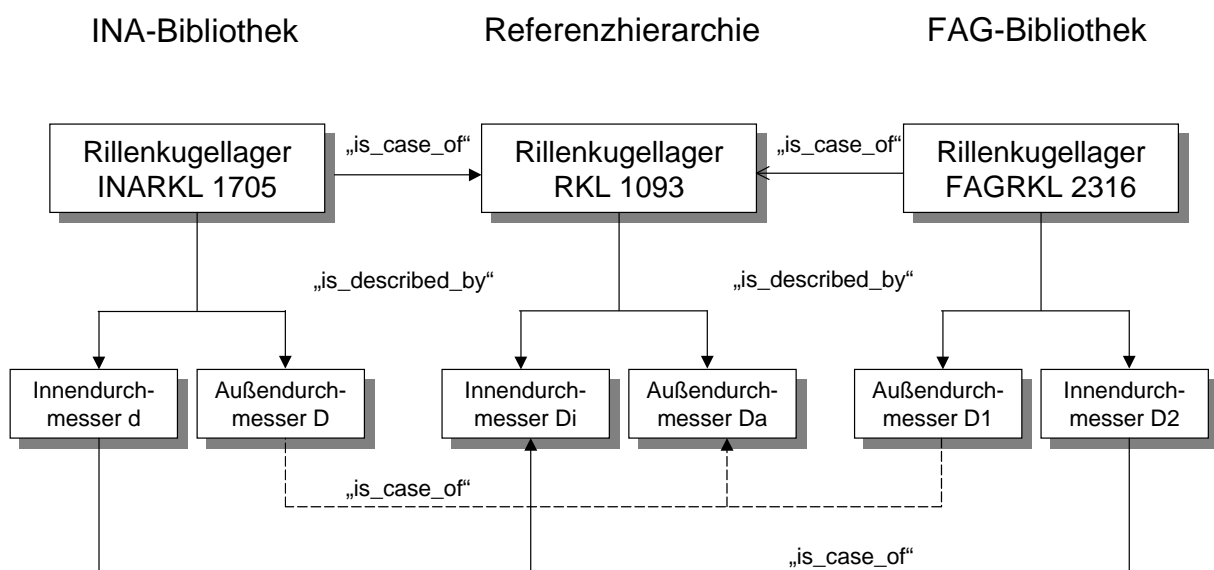 INA-Bibliothek
Referenzhierarchie
FAG-Bibliothek
Rillenkugellager
INARKL 1705
„is_case_of“
Rillenkugellager
RKL 1093
„is_case_of“
Rillenkugellager
FAGRKL 2316
„is_described_by“
„is_described_by“
Innendurch-
messer d
Außendurch-
messer D
Innendurch-
messer Di
Außendurch-
messer Da
Außendurch-
messer D1
Innendurch-
messer D2
„is_case_of“
„is_case_of“